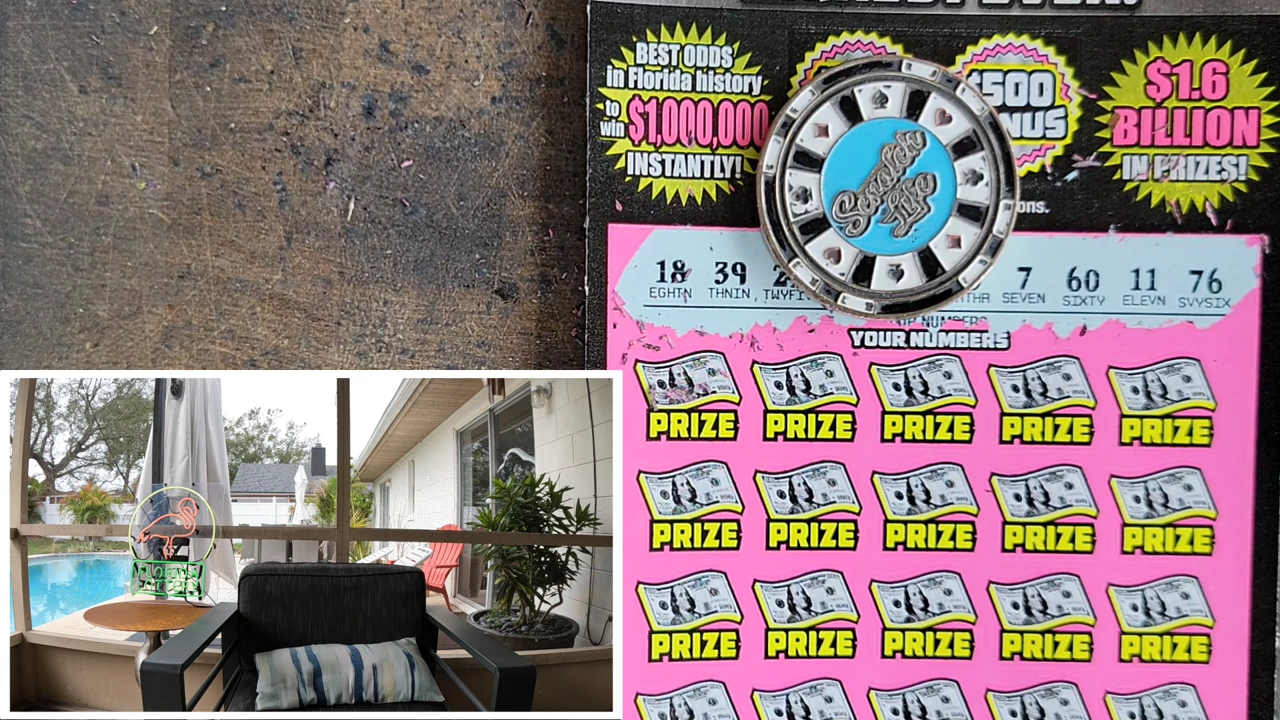 BEST ODDS
in Florida history
to win $1,000,000
INSTANTLY!
$500
$1.6
BILLION
IN PRIZES!
Scratch
Life
18 39 7 60 11 76
EGHTN THNIN SEVEN SIXTY ELEVN SVYSIX
YOUR NUMBERS
PRIZE PRIZE PRIZE PRIZE PRIZE
PRIZE PRIZE PRIZE PRIZE PRIZE
PRIZE PRIZE PRIZE PRIZE PRIZE